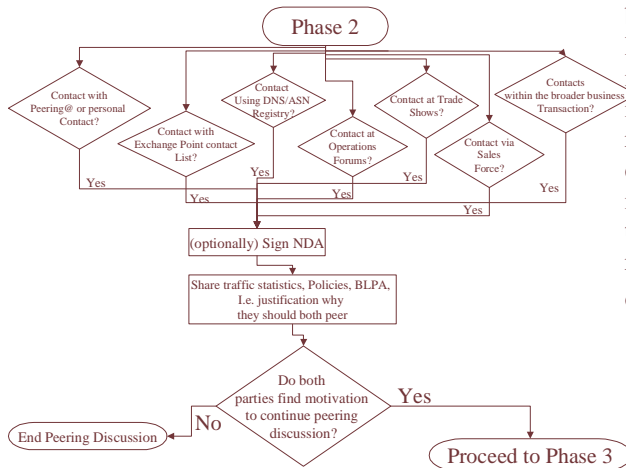 Phase 2
Contact with
Peering@ or personal
Contact?
Contact with
Exchange Point contact
List?
Contact
Using DNS/ASN
Registry?
Contact at
Operations
Forums?
Contact at Trade
Shows?
Contact via
Sales
Force?
Contacts
within the broader business
Transaction?
Yes
Yes
Yes
Yes
Yes
Yes
Yes
(optionally) Sign NDA
Share traffic statistics, Policies, BLPA,
I.e. justification why
they should both peer
Do both
parties find motivation
to continue peering
discussion?
No
Yes
End Peering Discussion
Proceed to Phase 3